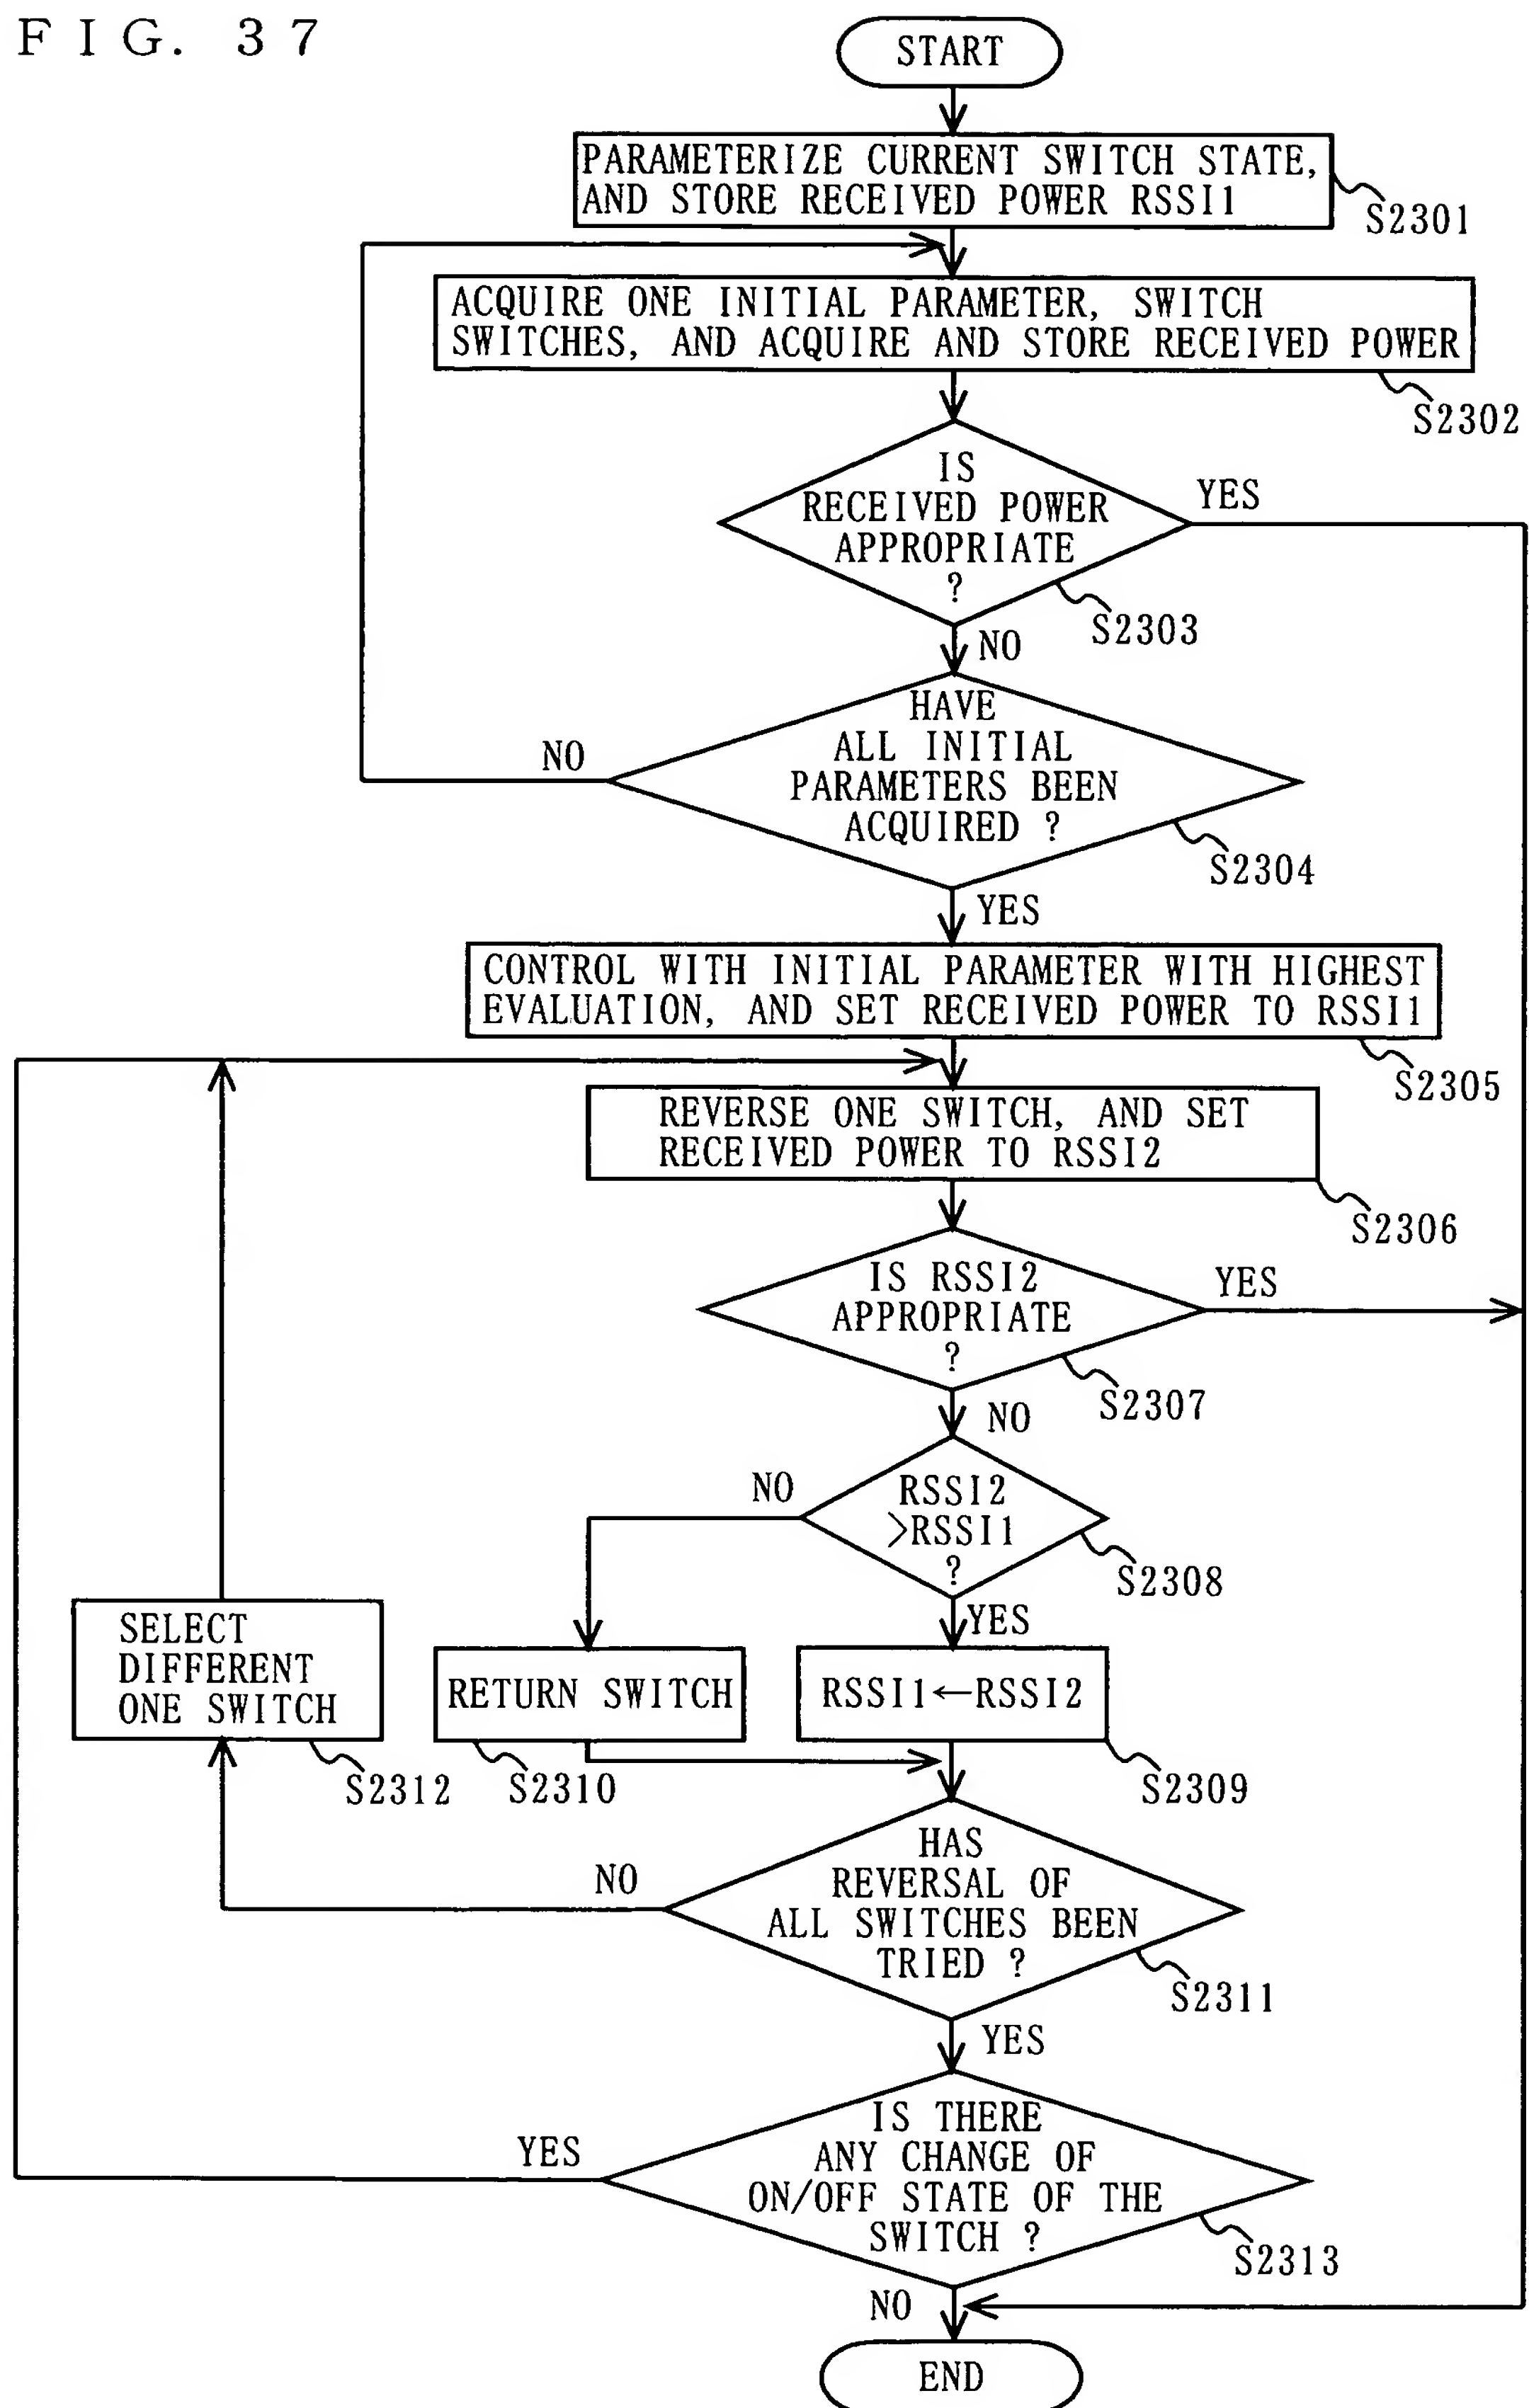 FIG. 37
START
PARAMETERIZE CURRENT SWITCH STATE,
AND STORE RECEIVED POWER RSSI1
S2301
ACQUIRE ONE INITIAL PARAMETER, SWITCH
SWITCHES, AND ACQUIRE AND STORE RECEIVED POWER
S2302
IS
RECEIVED POWER
APPROPRIATE
?
YES
S2303
NO
HAVE
ALL INITIAL
PARAMETERS BEEN
ACQUIRED ?
NO
S2304
YES
CONTROL WITH INITIAL PARAMETER WITH HIGHEST
EVALUATION, AND SET RECEIVED POWER TO RSSI1
S2305
REVERSE ONE SWITCH, AND SET
RECEIVED POWER TO RSSI2
S2306
IS RSSI2
APPROPRIATE
?
YES
S2307
NO
RSSI2
>RSSI1
?
NO
S2308
YES
SELECT
DIFFERENT
ONE SWITCH
RETURN SWITCH
RSSI1←RSSI2
S2312
S2310
S2309
HAS
REVERSAL OF
ALL SWITCHES BEEN
TRIED ?
NO
S2311
YES
IS THERE
ANY CHANGE OF
ON/OFF STATE OF THE
SWITCH ?
YES
S2313
NO
END